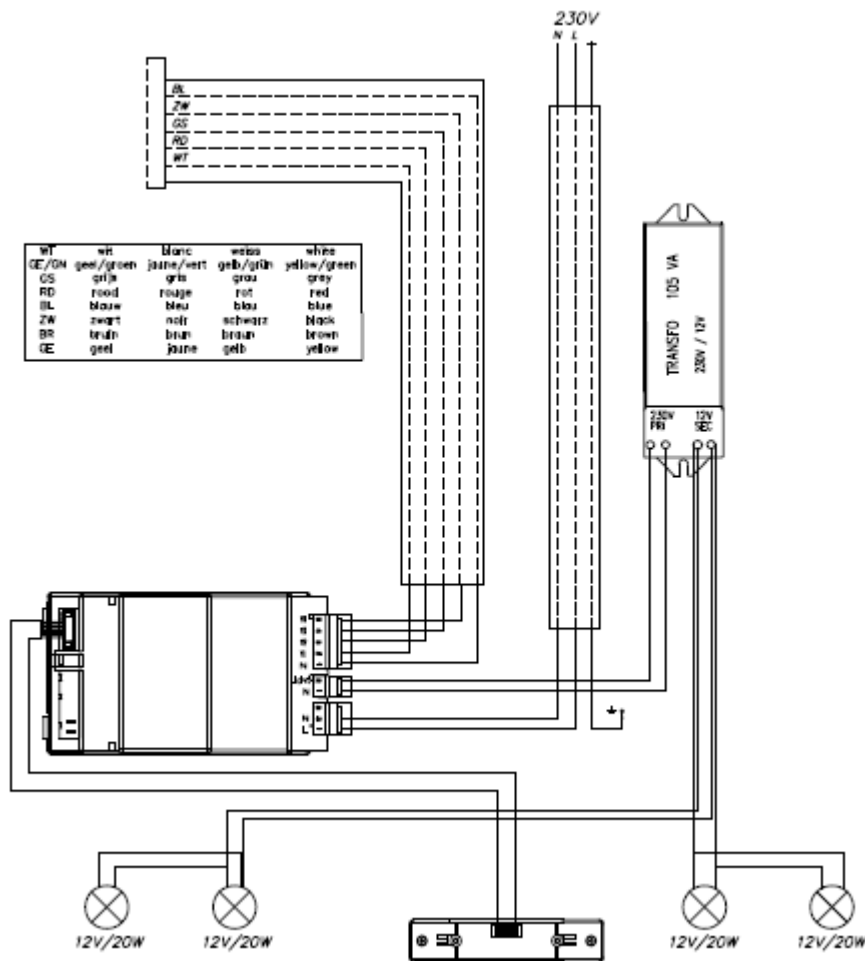 230V
N L
BL
ZW
GS
RD
WT
WT wit blanc weiss white
GE/GN geel/groen jaune/vert gelb/grün yellow/green
GS grijs gris grau grey
RD rood rouge rot red
BL blauw bleu blau blue
ZW zwart noir schwarz black
BR bruin brun braun brown
GE geel jaune gelb yellow
TRANSFO 105 VA
230V / 12V
230V 12V
PRI SEC
N
N
N
L
12V/20W 12V/20W 12V/20W 12V/20W